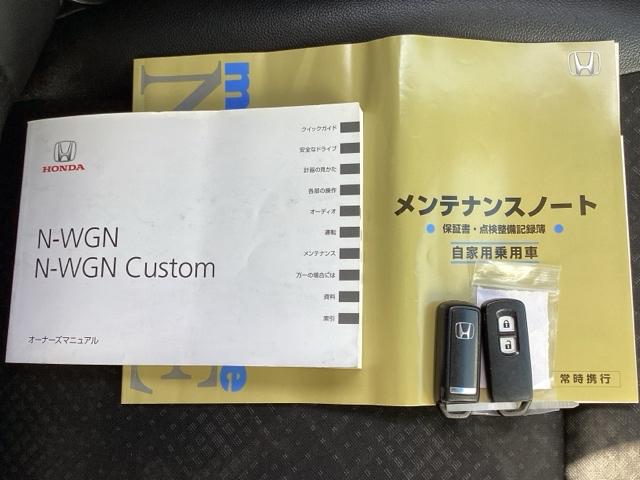 HONDA
N-WGN
N-WGN Custom
オーナーズマニュアル
クイックガイド
安全なドライブ
計器の見かた
各部の操作
オーディオ
運転
メンテナンス
万一の場合には
資料
索引
メンテナンスノート
保証書・点検整備記録簿
自家用乗用車
常時携行